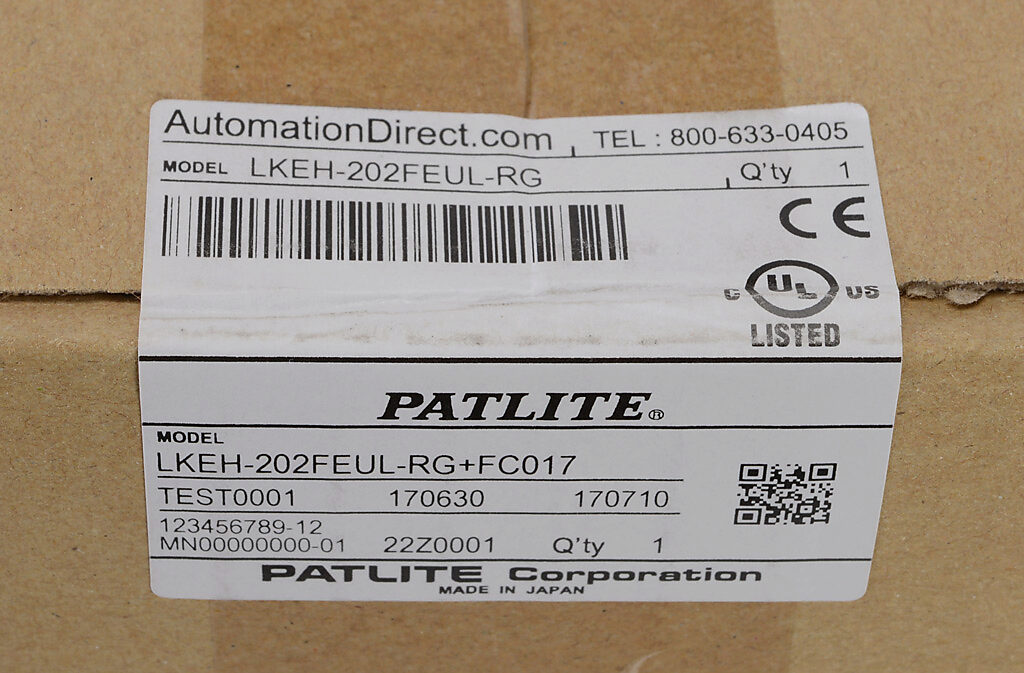 AutomationDirect.com TEL : 800-633-0405
MODEL LKEH-202FEUL-RG Q'ty 1
CE
C UL US
LISTED
PATLITE®
MODEL
LKEH-202FEUL-RG+FC017
TEST0001 170630 170710
123456789-12
MN00000000-01 22Z0001 Q'ty 1
PATLITE Corporation
MADE IN JAPAN